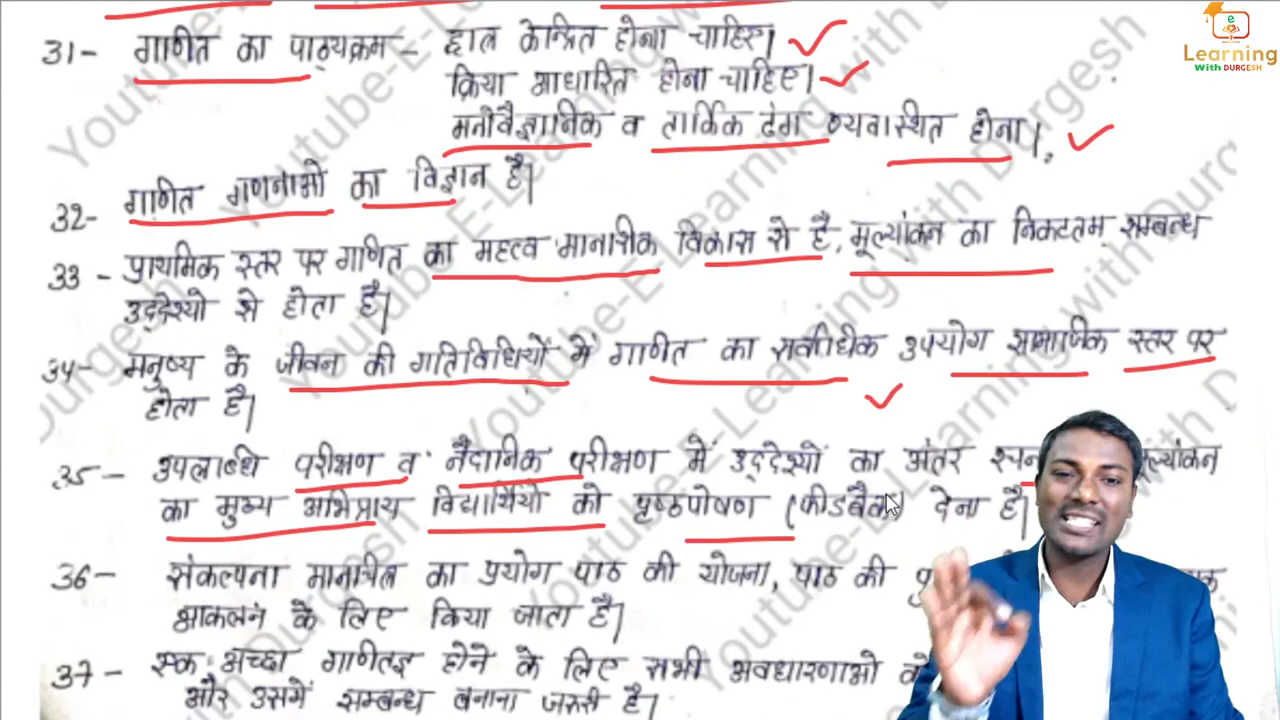 e
Learning
With DURGESH
31- गणित का पाठ्यक्रम - छात्र केन्द्रित होना चाहिए।
क्रिया आधारित होना चाहिए।
मनोवैज्ञानिक व तार्किक ढंग व्यवास्थित होना।
32- गणित गणनाओ का विज्ञान है।
33- प्राथमिक स्तर पर गणित का महत्व मानासीक विकास से है, मूल्यांकन का निकटतम सम्बन्ध
उद्देश्यो से होता है।
34- मनुष्य के जीवन की गतिविधियों में गणित का सर्वाधिक उपयोग सामाजिक स्तर पर
होता है।
35- उपलब्धि परीक्षण व नैदानिक परीक्षण में उद्देश्यों का अंतर
का मुख्य अभिप्राय विद्यार्थियो को पृष्ठपोषण (फीडबैक) देना है।
36- संकल्पना मानचित्र का प्रयोग पाठ की योजना, पाठ की
आकलन के लिए किया जाता है।
37- एक अच्छा गणितज्ञ होने के लिए सभी अवधारणाओ
और उसमें सम्बन्ध बनाना जरूरी है।